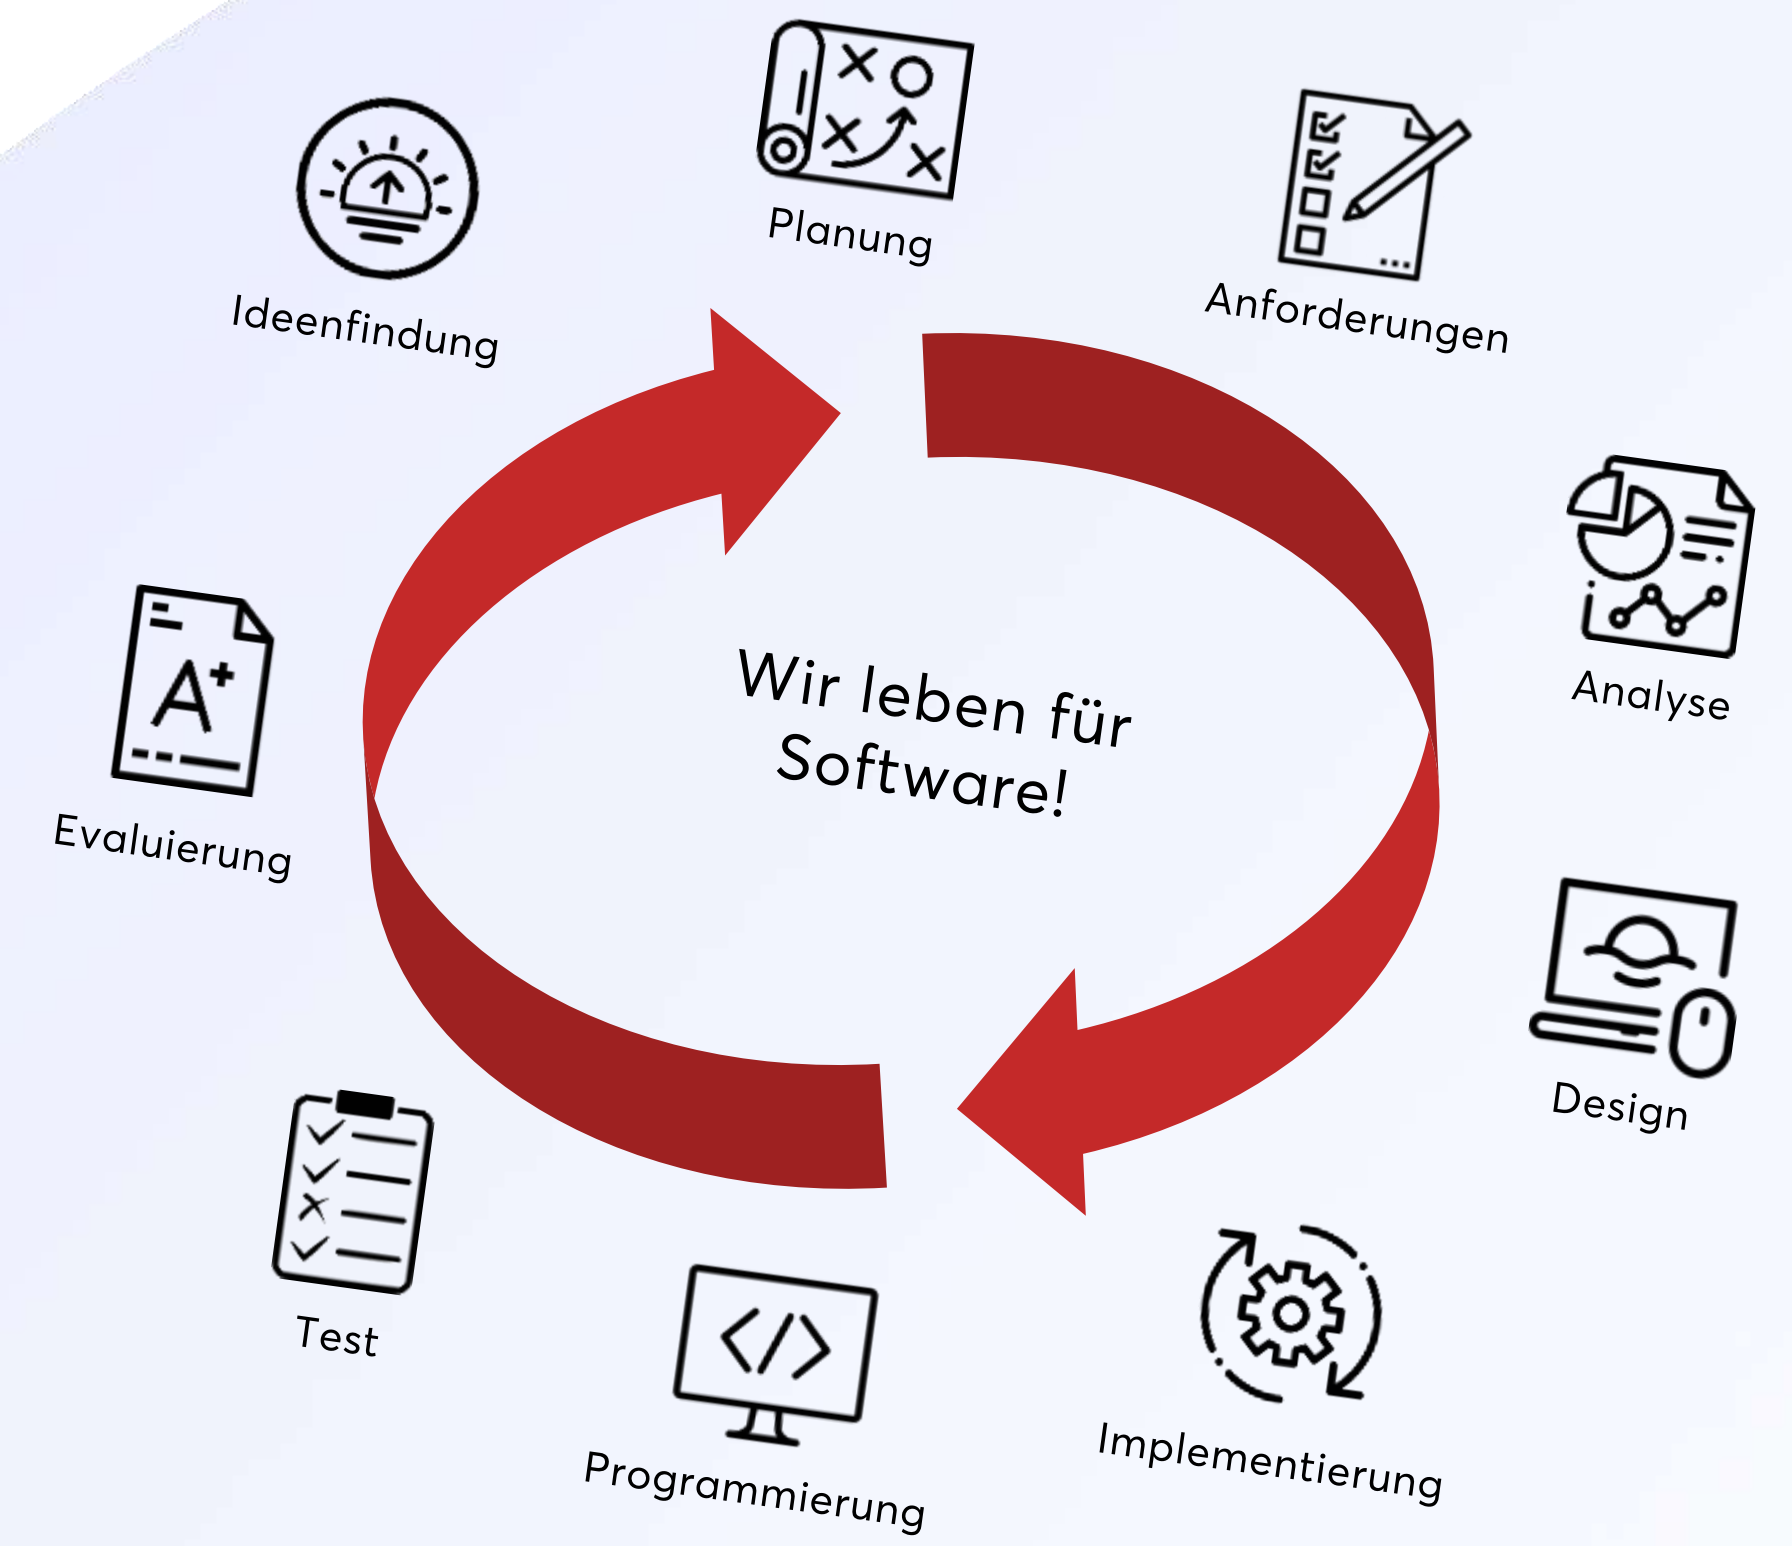 Planung
Anforderungen
Analyse
Design
Implementierung
Programmierung
Test
Evaluierung
Ideenfindung
Wir leben für
Software!
A+